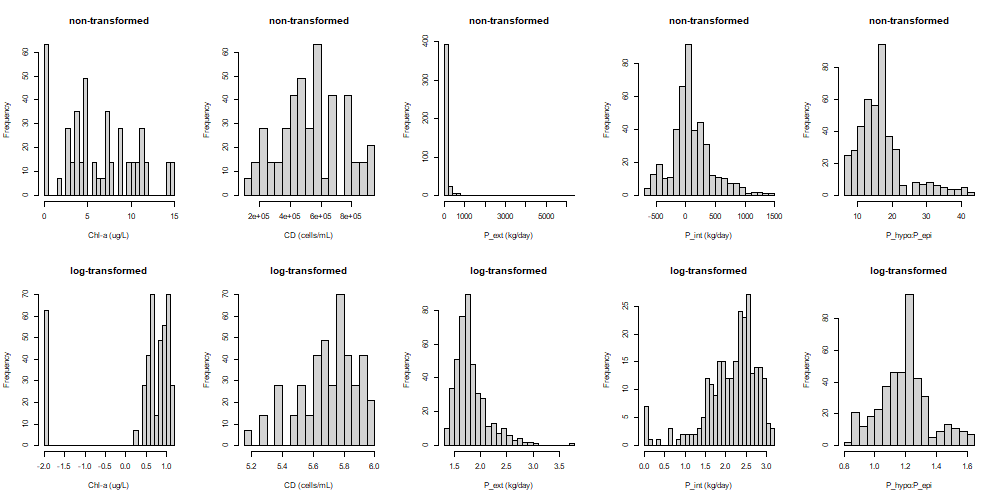 non-transformed non-transformed non-transformed non-transformed non-transformed
Frequency 0 10 20 30 40 50 60
0 5 10 15
Chl-a (ug/L)
Frequency 0 10 20 30 40 50 60
2e+05 4e+05 6e+05 8e+05
CD (cells/mL)
Frequency 0 100 200 300 400
0 1000 3000 5000
P_ext (kg/day)
Frequency 0 20 40 60 80
-500 0 500 1000 1500
P_int (kg/day)
Frequency 0 20 40 60 80
10 20 30 40
P_hypo:P_epi
log-transformed log-transformed log-transformed log-transformed log-transformed
Frequency 0 10 20 30 40 50 60 70
-2.0 -1.5 -1.0 -0.5 0.0 0.5 1.0
Chl-a (ug/L)
Frequency 0 10 20 30 40 50 60 70
5.2 5.4 5.6 5.8 6.0
CD (cells/mL)
Frequency 0 20 40 60 80
1.5 2.0 2.5 3.0 3.5
P_ext (kg/day)
Frequency 0 5 10 15 20 25
0.0 0.5 1.0 1.5 2.0 2.5 3.0
P_int (kg/day)
Frequency 0 20 40 60 80
0.8 1.0 1.2 1.4 1.6
P_hypo:P_epi